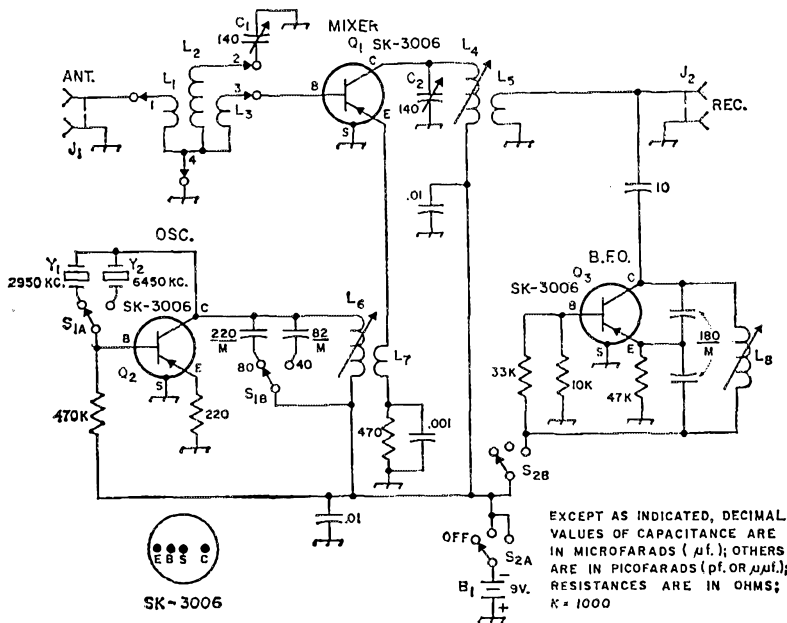 MIXER
Q1 SK-3006
C1
140
L2
2
ANT.
L1
1
3
L3
4
J1
B
C
E
S
C2
140
L4
L5
J2
REC.
.01
10
OSC.
Y1
2950 KC.
Y2
6450 KC.
SK-3006
S1A
B
C
E
S
Q2
470K
220
220
M
82
M
80
40
S1B
L6
L7
470
.001
B.F.O.
Q3
SK-3006
B
C
E
S
33K
10K
47K
180
M
L8
S2B
.01
OFF
S2A
B1
9V.
-
+
E B S C
SK-3006
EXCEPT AS INDICATED, DECIMAL
VALUES OF CAPACITANCE ARE
IN MICROFARADS (µf.); OTHERS
ARE IN PICOFARADS (pf. OR µµf.);
RESISTANCES ARE IN OHMS;
K = 1000